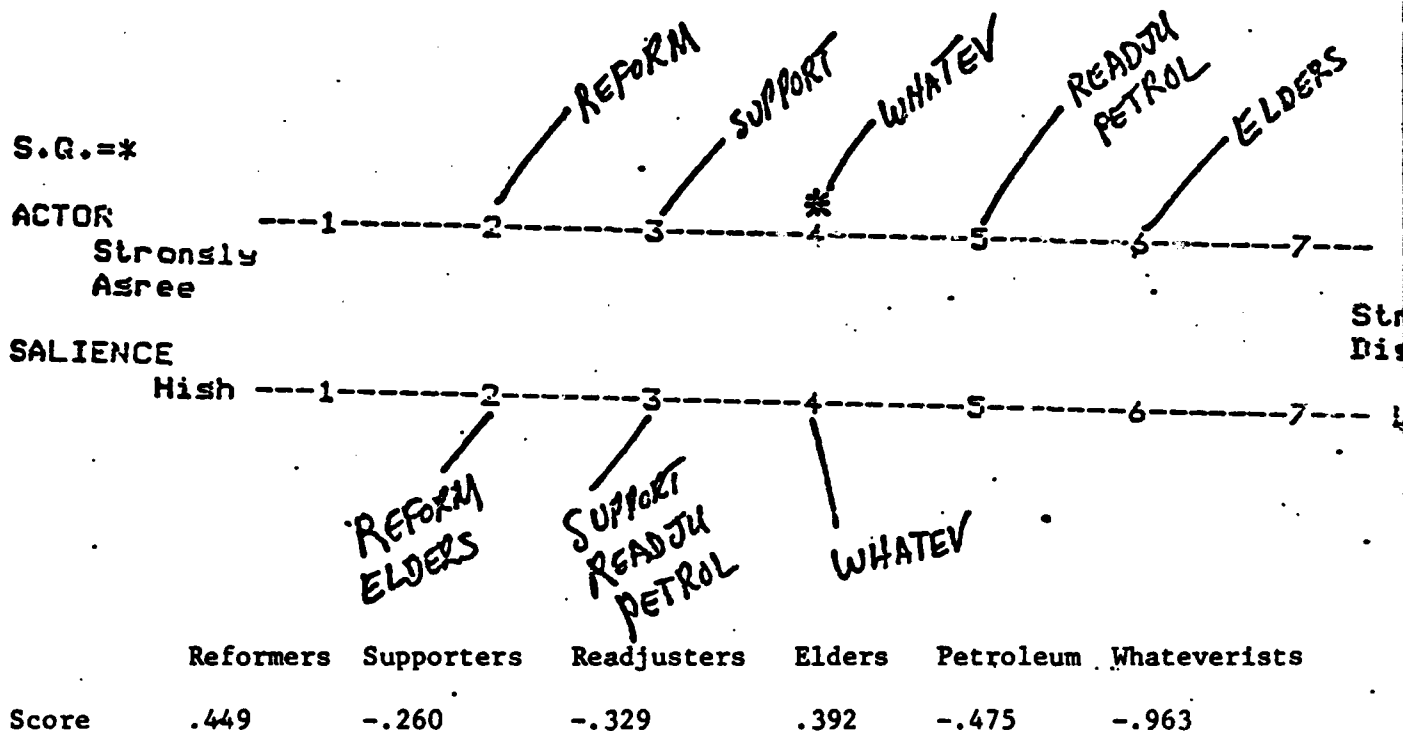 REFORM SUPPORT WHATEV READJU
PETROL ELDERS
S.G.=*
*
ACTOR ---1---------2---------3---------4---------5---------6---------7----
Strongly
Agree
Str
Dis
SALIENCE
High ---1---------2---------3---------4---------5---------6---------7----
REFORM
ELDERS
SUPPORT
READJU
PETROL
WHATEV
Reformers Supporters Readjusters Elders Petroleum Whateverists
Score .449 -.260 -.329 .392 -.475 -.963